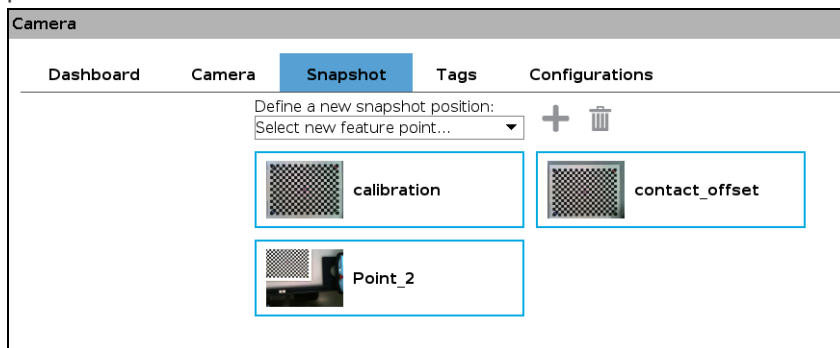 Camera
Dashboard Camera Snapshot Tags Configurations
Define a new snapshot position:
Select new feature point...
calibration contact_offset
Point_2